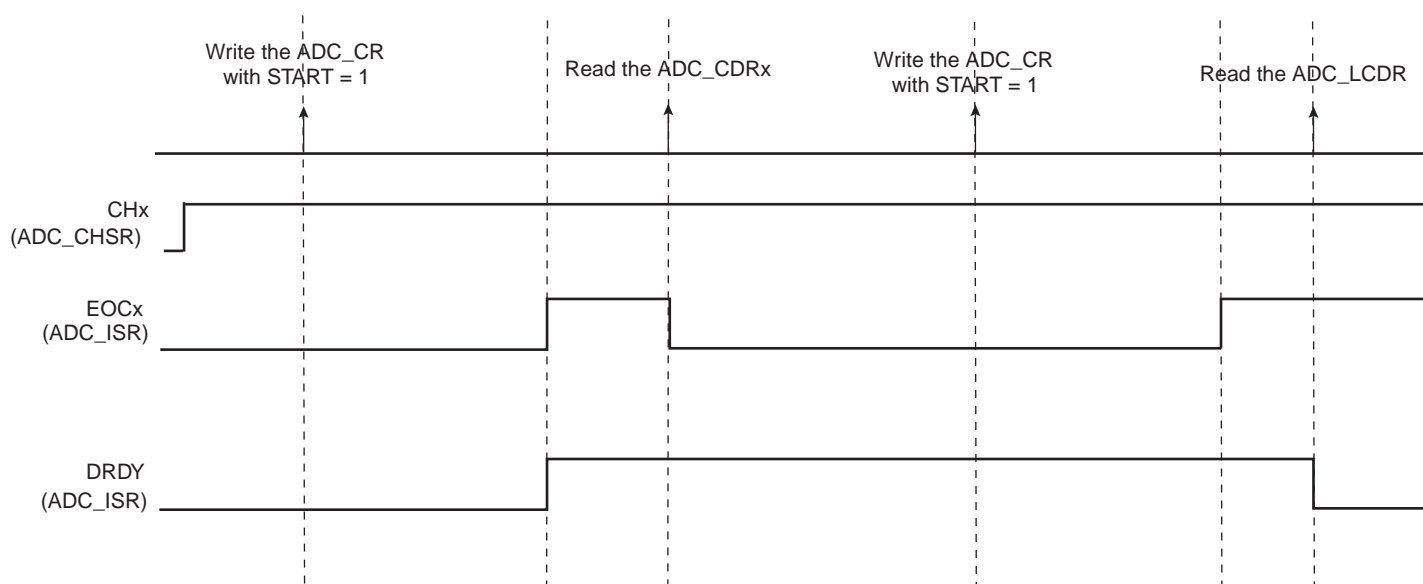 Write the ADC_CR
with START = 1
Read the ADC_CDRx
Write the ADC_CR
with START = 1
Read the ADC_LCDR
CHx
(ADC_CHSR)
EOCx
(ADC_ISR)
DRDY
(ADC_ISR)